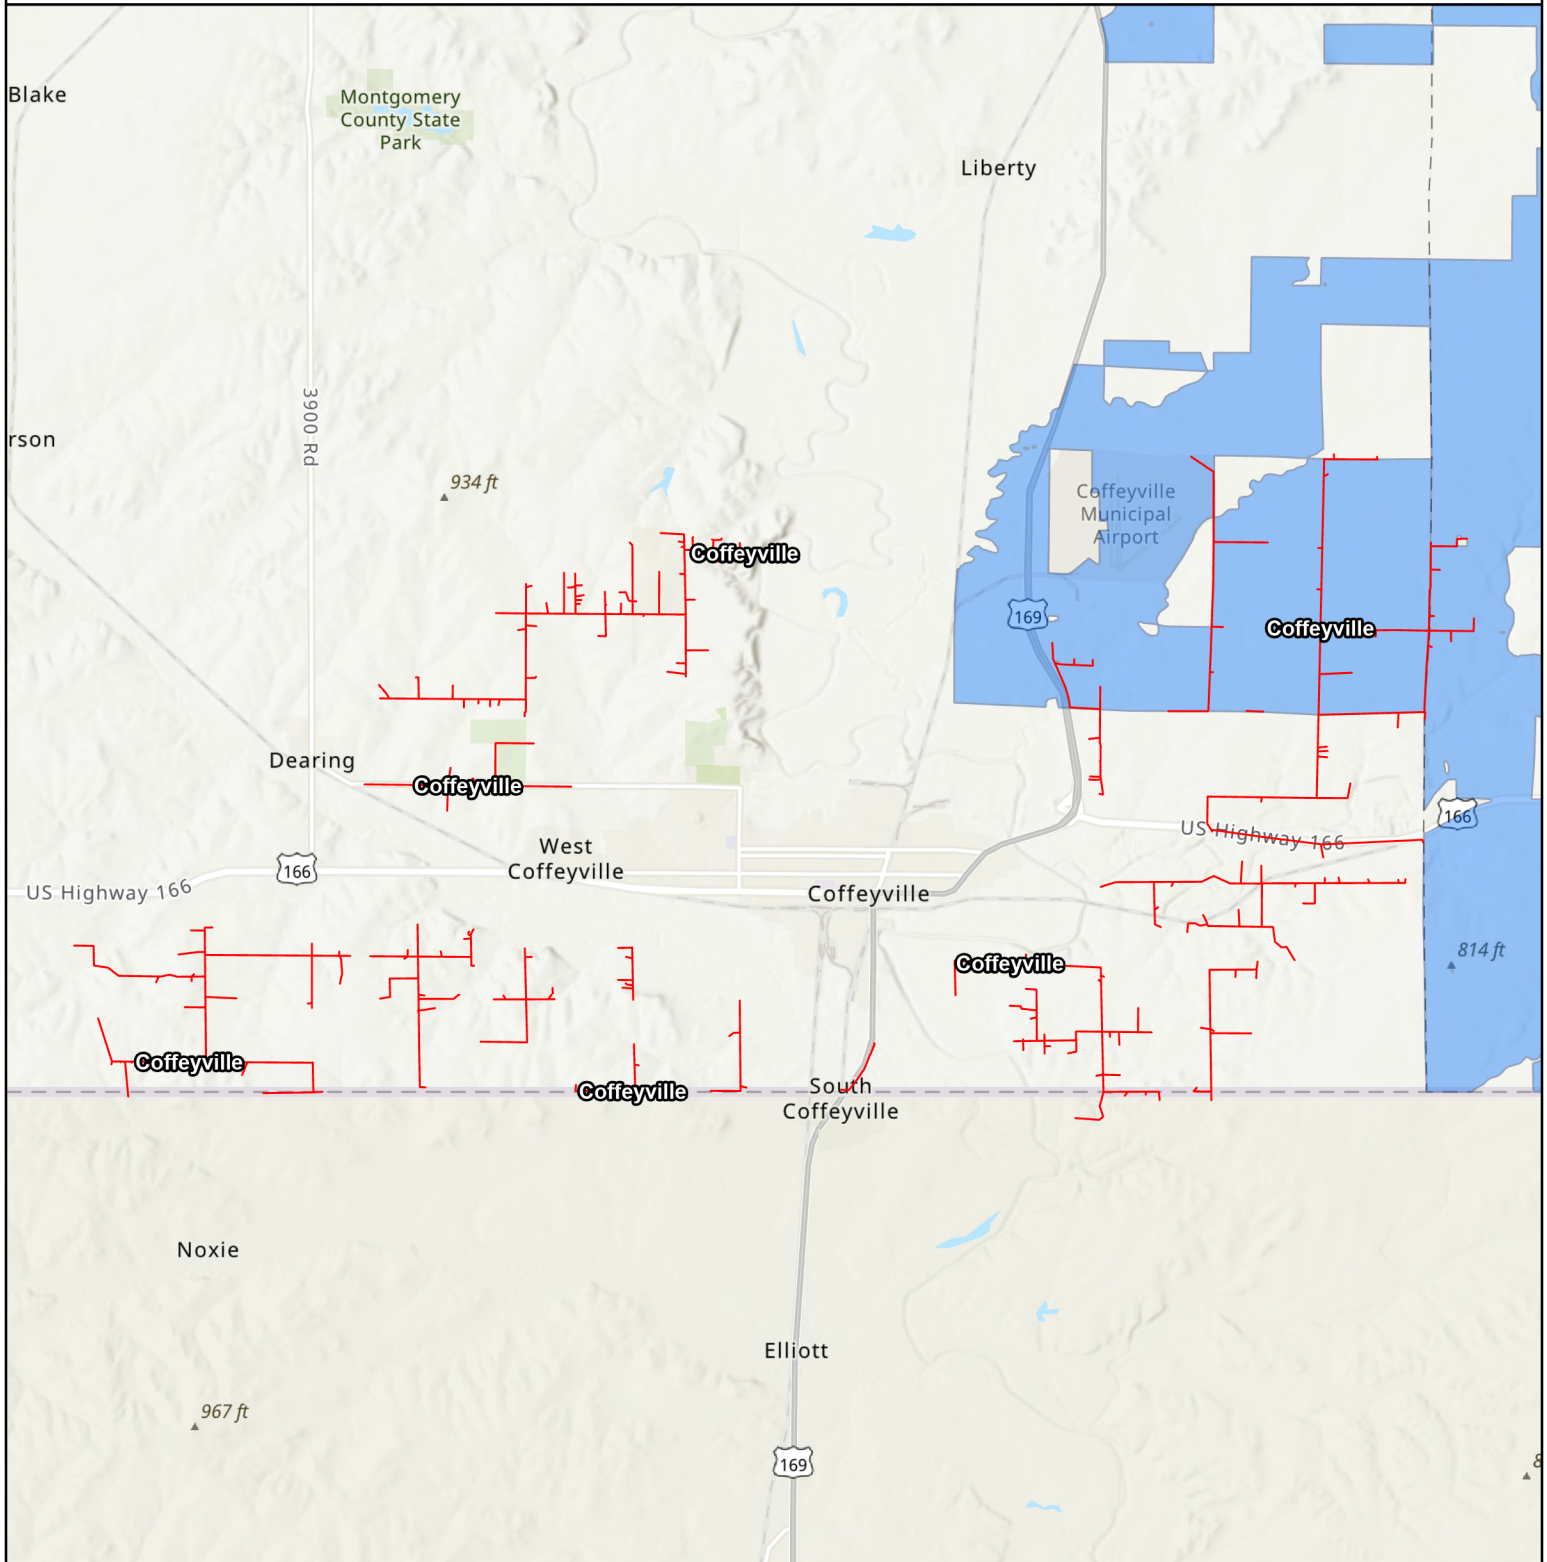 Blake
Montgomery
County State
Park
Liberty
3900 Rd
rson
934 ft
Coffeyville
Municipal
Airport
Coffeyville
169
Coffeyville
Dearing
Coffeyville
166
US Highway 166
West
Coffeyville
166
US Highway 166
Coffeyville
814 ft
Coffeyville
Coffeyville
Coffeyville
South
Coffeyville
Noxie
Elliott
967 ft
169
8